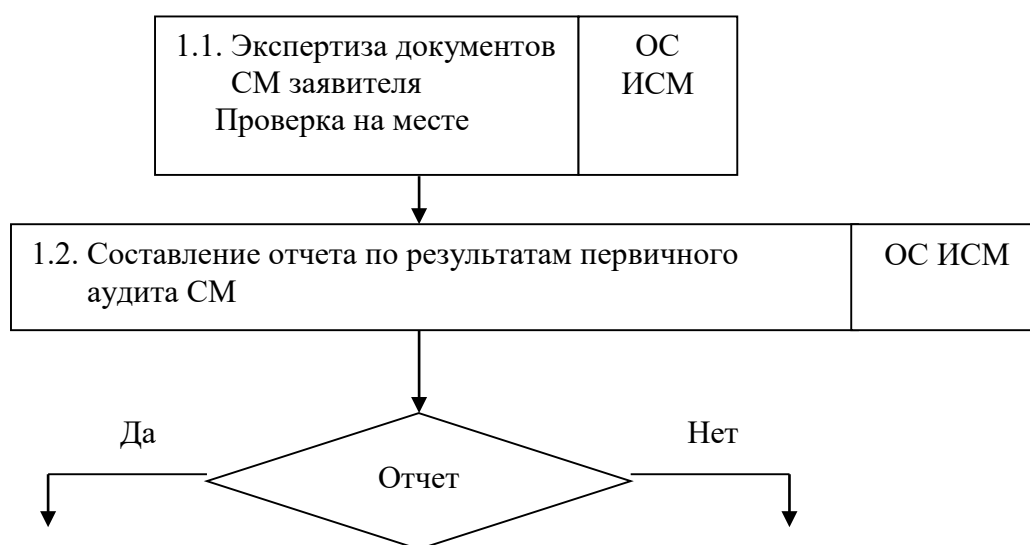 1.1. Экспертиза документов
СМ заявителя
Проверка на месте
ОС
ИСМ
1.2. Составление отчета по результатам первичного
аудита СМ
ОС ИСМ
Да
Нет
Отчет